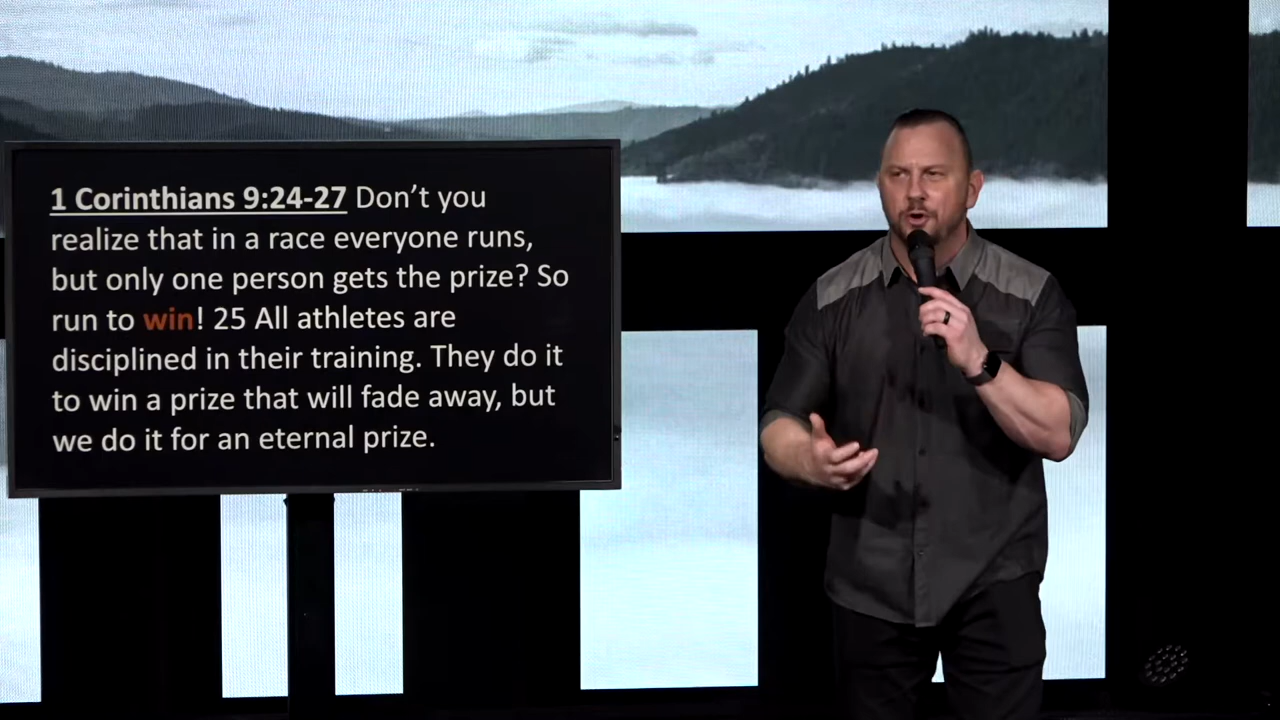 1 Corinthians 9:24-27 Don’t you
realize that in a race everyone runs,
but only one person gets the prize? So
run to win! 25 All athletes are
disciplined in their training. They do it
to win a prize that will fade away, but
we do it for an eternal prize.